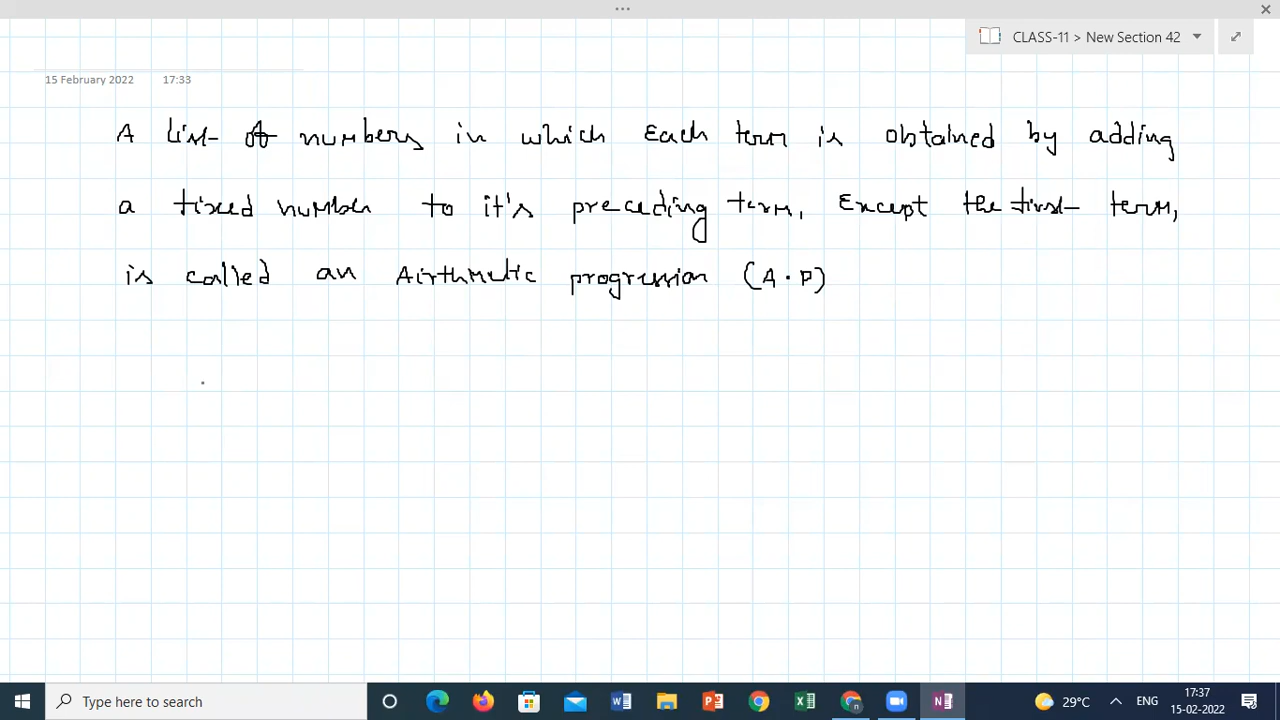 CLASS-11 > New Section 42
15 February 2022 17:33
A list of numbers in which Each term is obtained by adding
a fixed number to it's preceding term, Except the first term,
is called an Airthmetic progression (A.P)
Type here to search
29°C ENG 17:37
15-02-2022